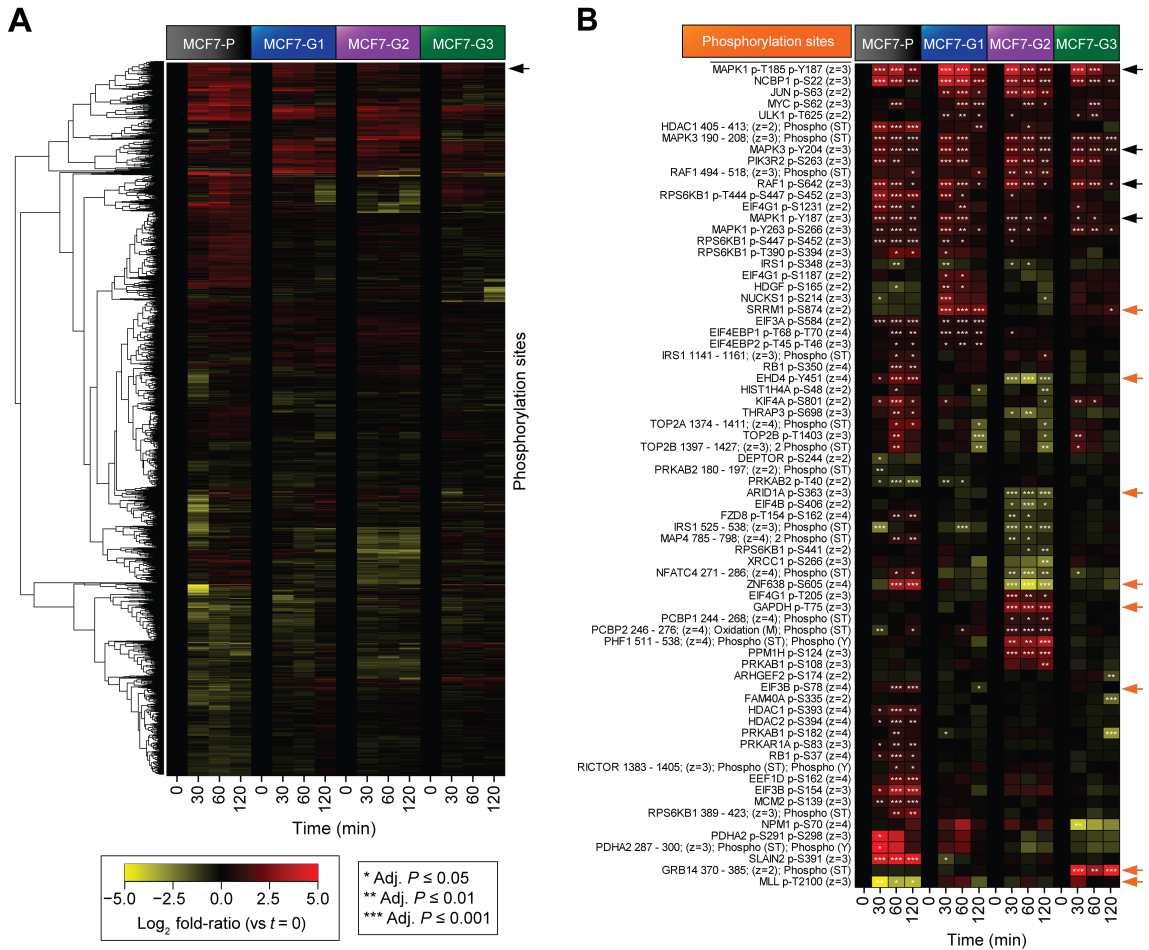 A
MCF7-P MCF7-G1 MCF7-G2 MCF7-G3
Phosphorylation sites
0 30 60 120 0 30 60 120 0 30 60 120 0 30 60 120
Time (min)
−5.0 −2.5 0.0 2.5 5.0
Log2 fold-ratio (vs t = 0)
* Adj. P ≤ 0.05
** Adj. P ≤ 0.01
*** Adj. P ≤ 0.001
B
Phosphorylation sites MCF7-P MCF7-G1 MCF7-G2 MCF7-G3
MAPK1 p-T185 p-Y187 (z=3)
NCBP1 p-S22 (z=3)
JUN p-S63 (z=2)
MYC p-S62 (z=3)
ULK1 p-T625 (z=2)
HDAC1 405 - 413; (z=2); Phospho (ST)
MAPK3 190 - 208; (z=3); Phospho (ST)
MAPK3 p-Y204 (z=3)
PIK3R2 p-S263 (z=3)
RAF1 494 - 518; (z=3); Phospho (ST)
RAF1 p-S642 (z=3)
RPS6KB1 p-T444 p-S447 p-S452 (z=3)
EIF4G1 p-S1231 (z=2)
MAPK1 p-Y187 (z=3)
MAPK1 p-Y263 p-S266 (z=3)
RPS6KB1 p-S447 p-S452 (z=3)
RPS6KB1 p-T390 p-S394 (z=3)
IRS1 p-S348 (z=3)
EIF4G1 p-S1187 (z=2)
HDGF p-S165 (z=2)
NUCKS1 p-S214 (z=3)
SRRM1 p-S874 (z=2)
EIF3A p-S584 (z=2)
EIF4EBP1 p-T68 p-T70 (z=4)
EIF4EBP2 p-T45 p-T46 (z=3)
IRS1 1141 - 1161; (z=3); Phospho (ST)
RB1 p-S350 (z=4)
EHD4 p-Y451 (z=4)
HIST1H4A p-S48 (z=2)
KIF4A p-S801 (z=2)
THRAP3 p-S698 (z=3)
TOP2A 1374 - 1411; (z=4); Phospho (ST)
TOP2B p-T1403 (z=3)
TOP2B 1397 - 1427; (z=3); 2 Phospho (ST)
DEPTOR p-S244 (z=2)
PRKAB2 180 - 197; (z=2); Phospho (ST)
PRKAB2 p-T40 (z=2)
ARID1A p-S363 (z=3)
EIF4B p-S406 (z=2)
FZD8 p-T154 p-S162 (z=4)
IRS1 525 - 538; (z=3); Phospho (ST)
MAP4 785 - 798; (z=4); 2 Phospho (ST)
RPS6KB1 p-S441 (z=2)
XRCC1 p-S266 (z=3)
NFATC4 271 - 286; (z=4); Phospho (ST)
ZNF638 p-S605 (z=4)
EIF4G1 p-T205 (z=3)
GAPDH p-T75 (z=3)
PCBP1 244 - 268; (z=4); Phospho (ST)
PCBP2 246 - 276; (z=4); Oxidation (M); Phospho (ST)
PHF1 511 - 538; (z=4); Phospho (ST); Phospho (Y)
PPM1H p-S124 (z=3)
PRKAB1 p-S108 (z=3)
ARHGEF2 p-S174 (z=2)
EIF3B p-S78 (z=4)
FAM40A p-S335 (z=2)
HDAC1 p-S393 (z=4)
HDAC2 p-S394 (z=4)
PRKAB1 p-S182 (z=4)
PRKAR1A p-S83 (z=3)
RB1 p-S37 (z=4)
RICTOR 1383 - 1405; (z=3); Phospho (ST); Phospho (Y)
EEF1D p-S162 (z=4)
EIF3B p-S154 (z=3)
MCM2 p-S139 (z=3)
RPS6KB1 389 - 423; (z=3); Phospho (ST)
NPM1 p-S70 (z=4)
PDHA2 p-S291 p-S298 (z=3)
PDHA2 287 - 300; (z=3); Phospho (ST); Phospho (Y)
SLAIN2 p-S391 (z=3)
GRB14 370 - 385; (z=2); Phospho (ST)
MLL p-T2100 (z=3)
0 30 60 120 0 30 60 120 0 30 60 120 0 30 60 120
Time (min)